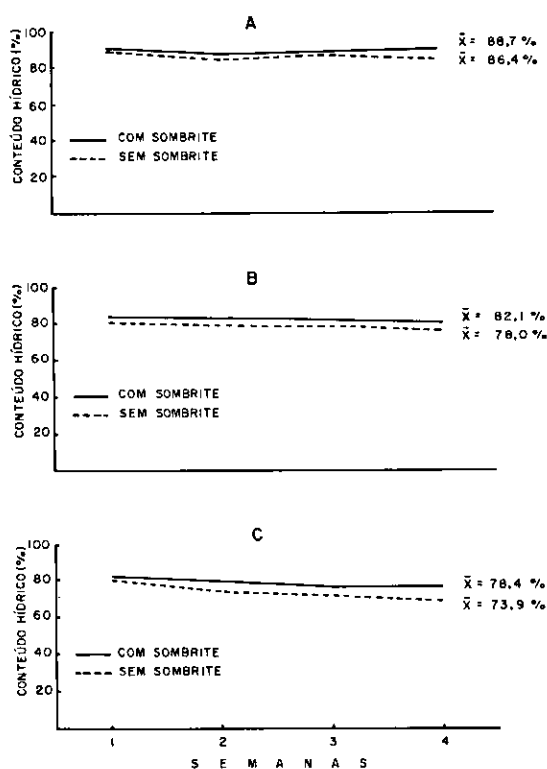 A
CONTEÚDO HÍDRICO (%)
100
80
60
40
20
X̄ = 88,7 %
X̄ = 86,4 %
COM SOMBRITE
SEM SOMBRITE
B
CONTEÚDO HÍDRICO (%)
100
80
60
40
20
X̄ = 82,1 %
X̄ = 78,0 %
COM SOMBRITE
SEM SOMBRITE
C
CONTEÚDO HÍDRICO (%)
100
80
60
40
20
X̄ = 78,4 %
X̄ = 73,9 %
COM SOMBRITE
SEM SOMBRITE
1 2 3 4
SEMANAS